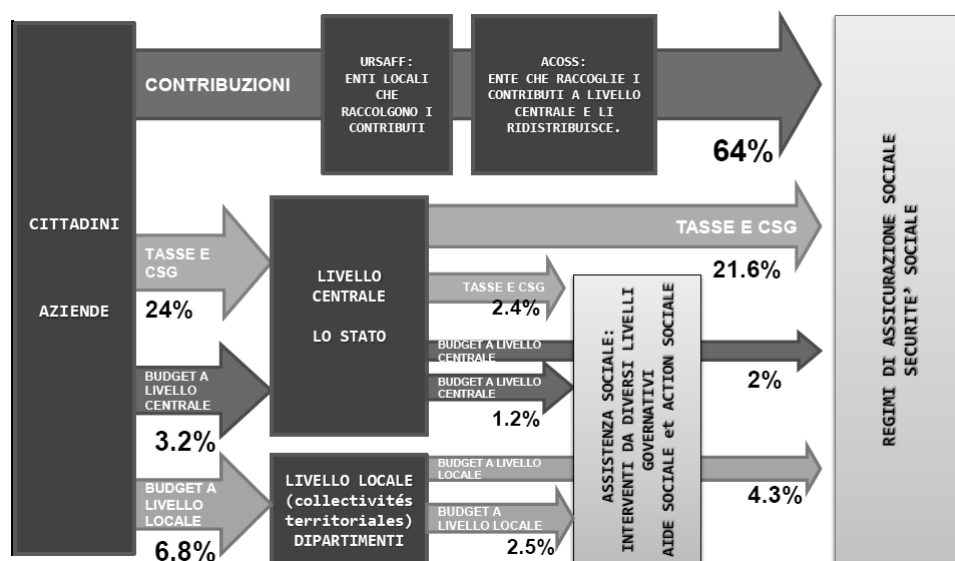 CONTRIBUZIONI
URSAFF:
ENTI LOCALI
CHE
RACCOLGONO I
CONTRIBUTI
ACOSS:
ENTE CHE RACCOGLIE I
CONTRIBUTI A LIVELLO
CENTRALE E LI
RIDISTRIBUISCE.
64%
CITTADINI
AZIENDE
TASSE E
CSG
24%
BUDGET A
LIVELLO
CENTRALE
3.2%
BUDGET A
LIVELLO
LOCALE
6.8%
LIVELLO
CENTRALE
LO STATO
LIVELLO LOCALE
(collectivités
territoriales)
DIPARTIMENTI
TASSE E CSG
21.6%
TASSE E CSG
2.4%
BUDGET A LIVELLO
CENTRALE
2%
BUDGET A LIVELLO
CENTRALE
1.2%
BUDGET A LIVELLO
LOCALE
4.3%
BUDGET A
LIVELLO LOCALE
2.5%
ASSISTENZA SOCIALE:
INTERVENTI DA DIVERSI LIVELLI
GOVERNATIVI
AIDE SOCIALE et ACTION SOCIALE
REGIMI DI ASSICURAZIONE SOCIALE
SECURITE’ SOCIALE